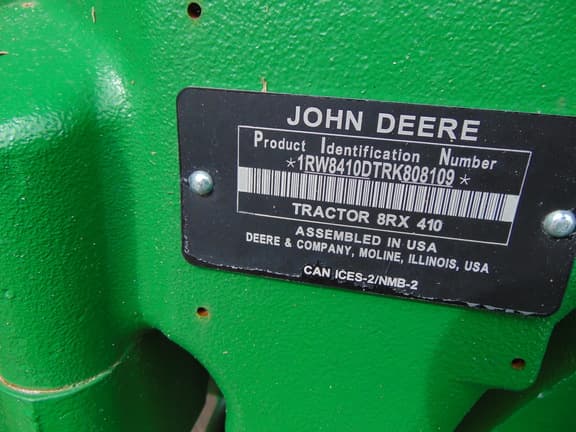 JOHN DEERE
Product Identification Number
*1RW8410DTRK808109*
TRACTOR 8RX 410
ASSEMBLED IN USA
DEERE & COMPANY, MOLINE, ILLINOIS, USA
CAN ICES-2/NMB-2